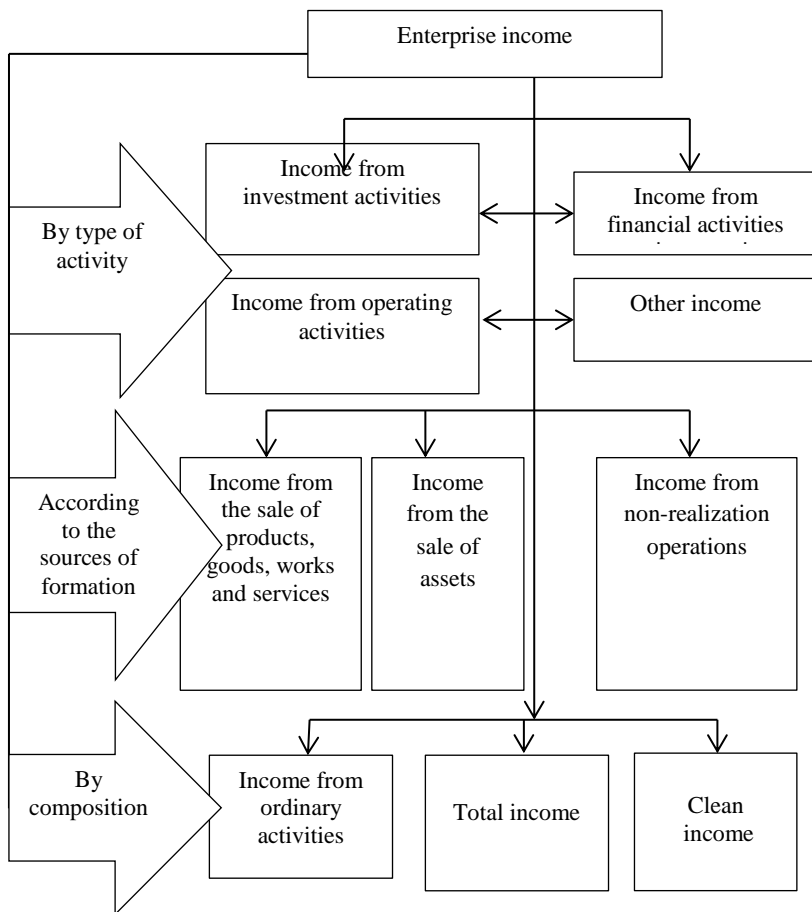 Enterprise income
Income from
investment activities
Income from
financial activities
By type of
activity
Income from operating
activities
Other income
According
to the
sources of
formation
Income from
the sale of
products,
goods, works
and services
Income
from the
sale of
assets
Income from
non-realization
operations
By
composition
Income from
ordinary
activities
Total income
Clean
income